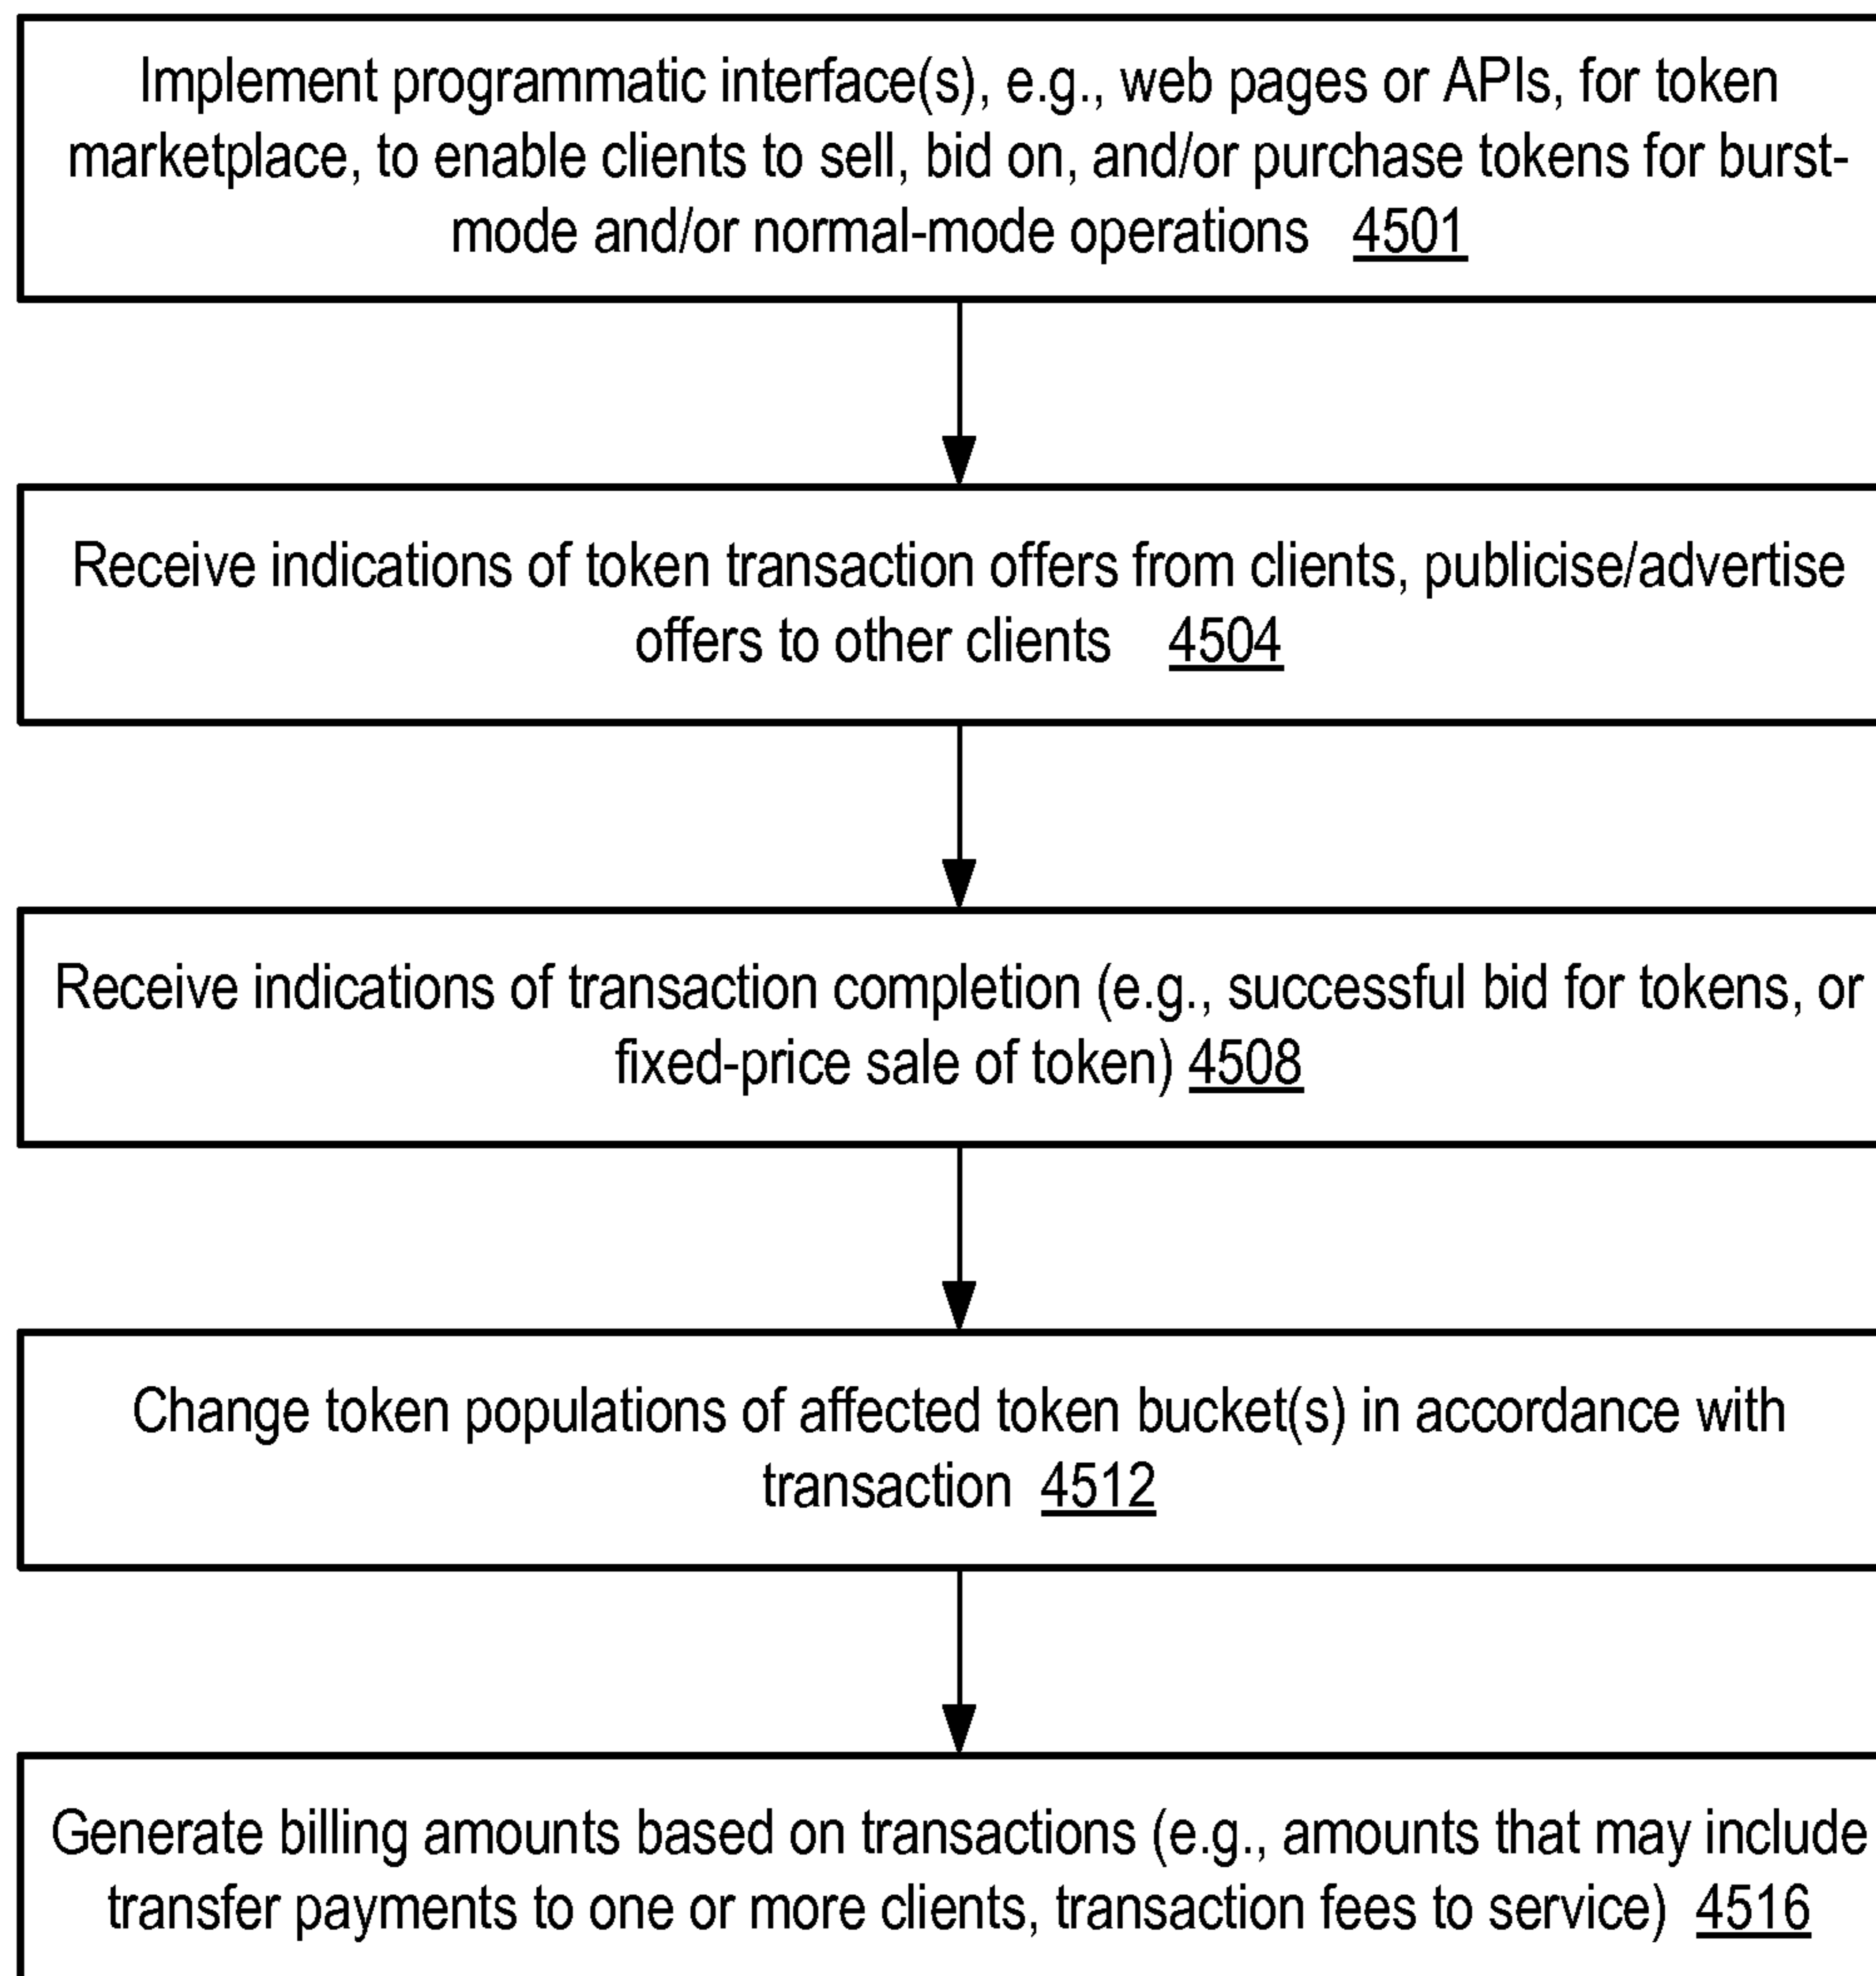 Implement programmatic interface(s), e.g., web pages or APIs, for token
marketplace, to enable clients to sell, bid on, and/or purchase tokens for burst-
mode and/or normal-mode operations 4501
Receive indications of token transaction offers from clients, publicise/advertise
offers to other clients 4504
Receive indications of transaction completion (e.g., successful bid for tokens, or
fixed-price sale of token) 4508
Change token populations of affected token bucket(s) in accordance with
transaction 4512
Generate billing amounts based on transactions (e.g., amounts that may include
transfer payments to one or more clients, transaction fees to service) 4516